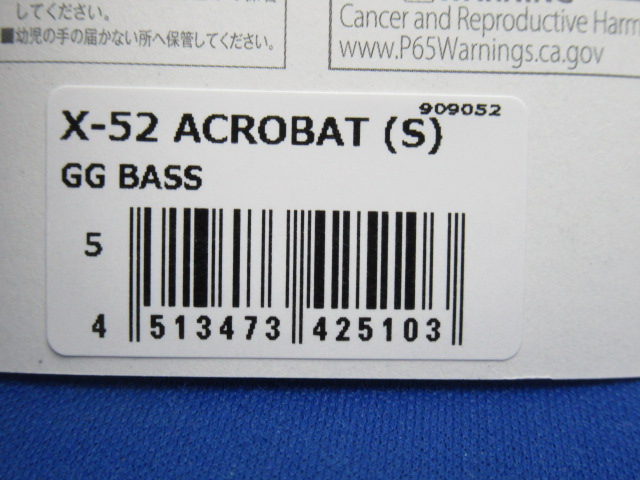 してください。
■幼児の手の届かない所へ保管してください。
Cancer and Reproductive Harm
www.P65Warnings.ca.gov
909052
X-52 ACROBAT (S)
GG BASS
5
4 513473 425103